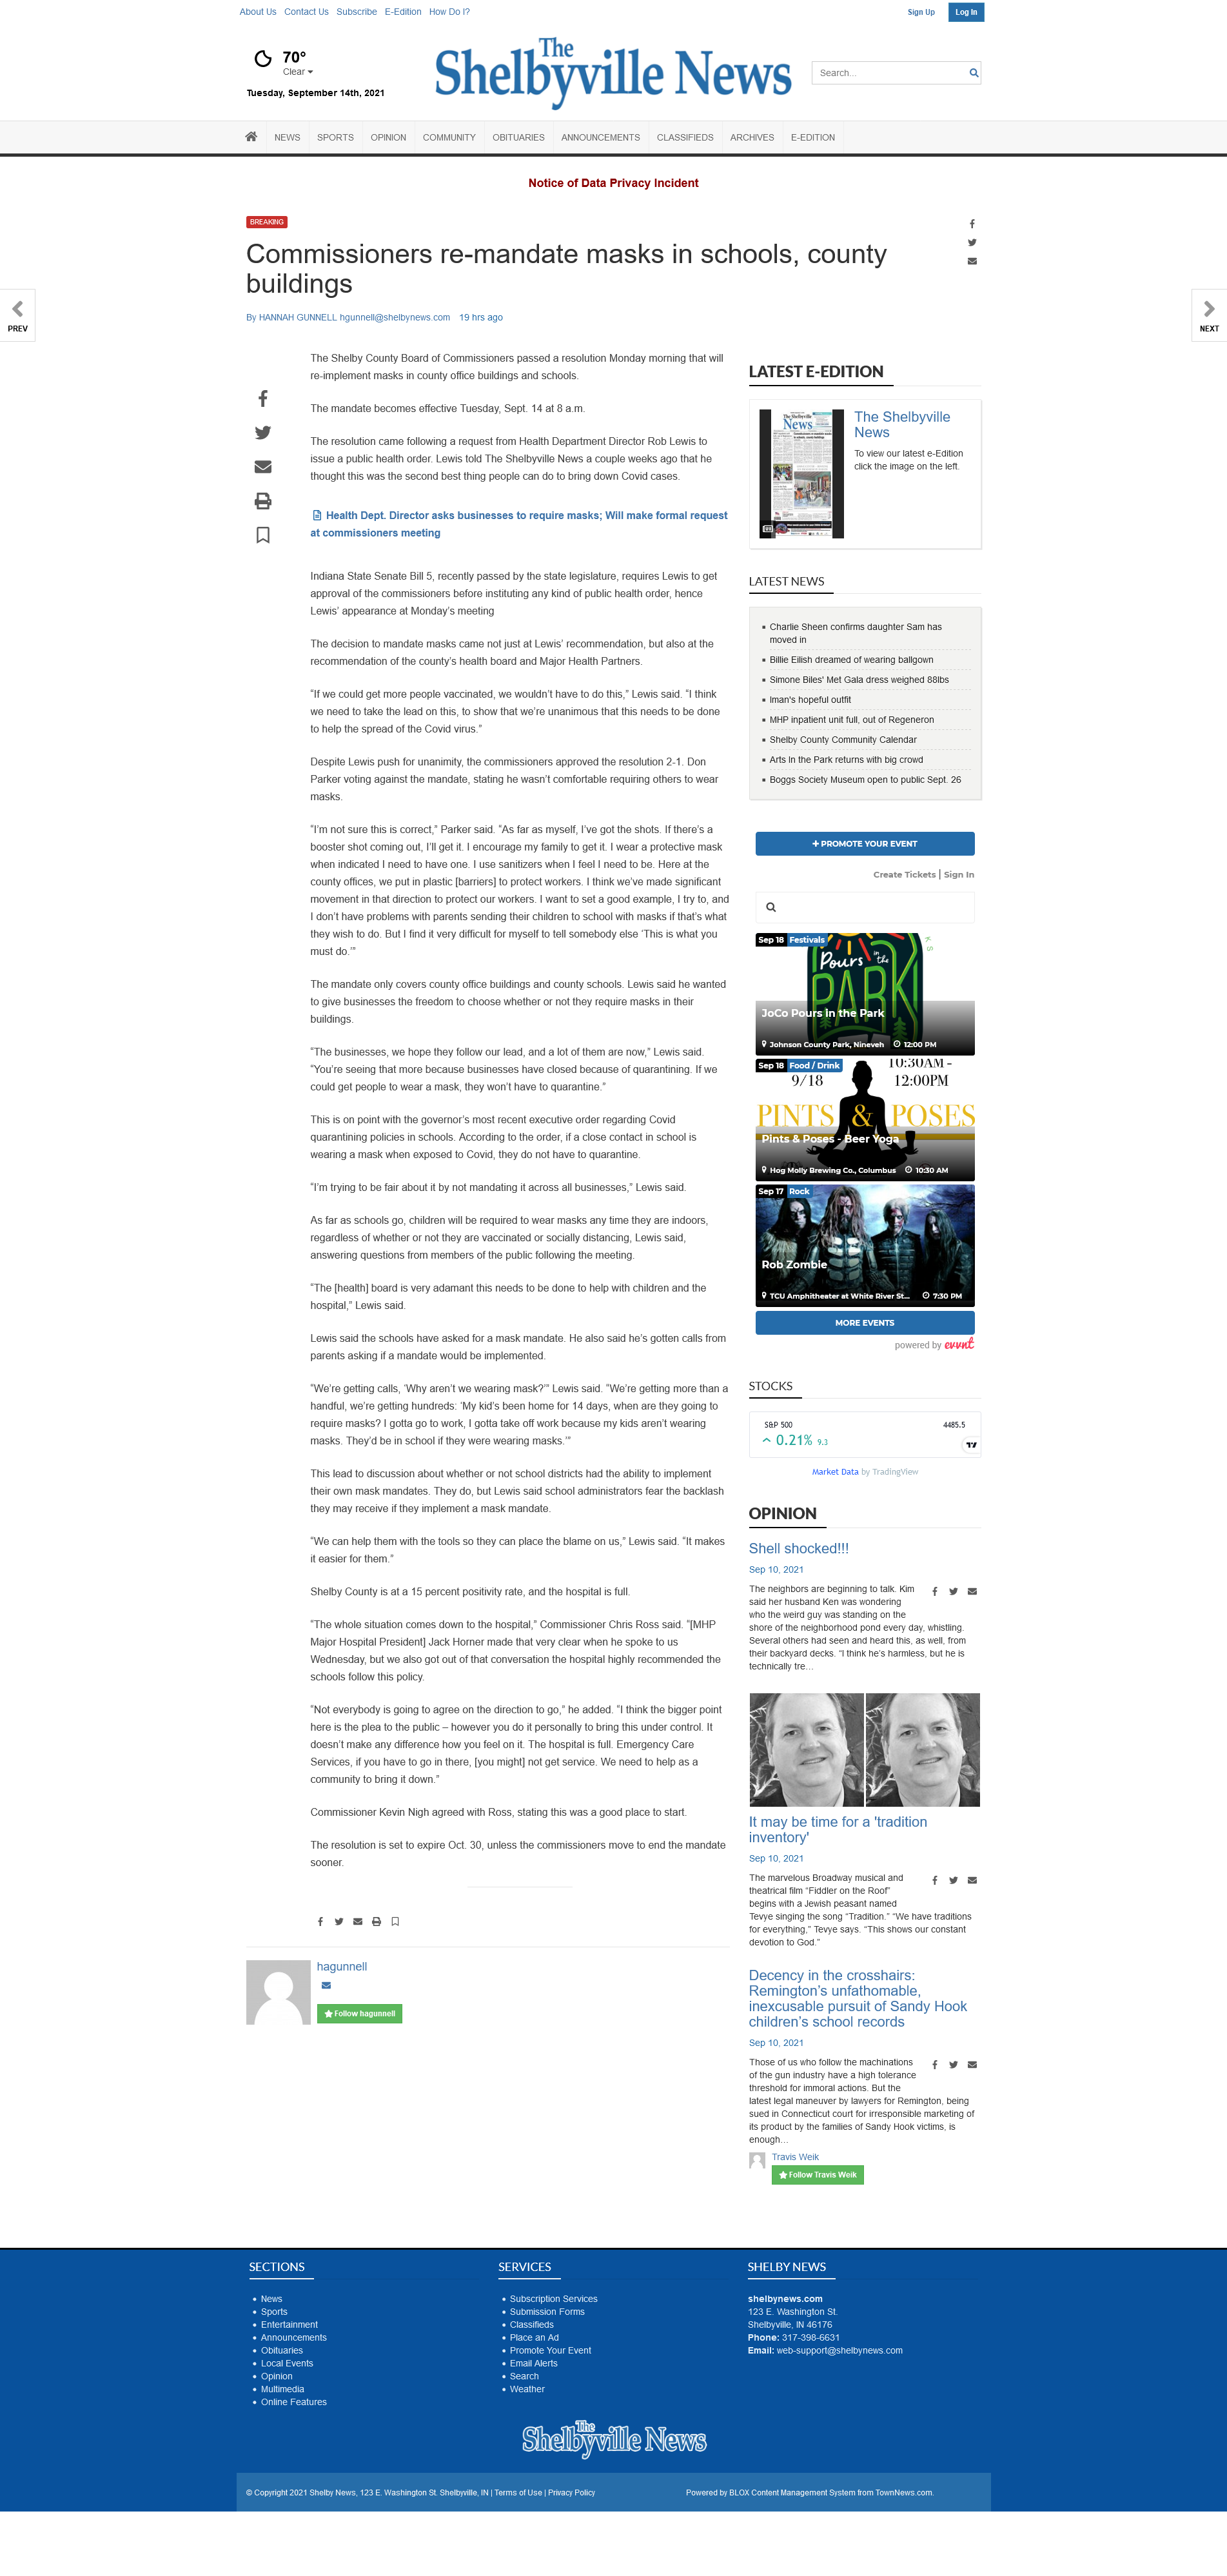 About Us Contact Us Subscribe E-Edition How Do I?
Sign Up Log In
70°
Clear
Tuesday, September 14th, 2021
The Shelbyville News
Search...
NEWS SPORTS OPINION COMMUNITY OBITUARIES ANNOUNCEMENTS CLASSIFIEDS ARCHIVES E-EDITION
Notice of Data Privacy Incident
BREAKING
Commissioners re-mandate masks in schools, county
buildings
By HANNAH GUNNELL hgunnell@shelbynews.com 19 hrs ago
PREV
NEXT
The Shelby County Board of Commissioners passed a resolution Monday morning that will
re-implement masks in county office buildings and schools.
The mandate becomes effective Tuesday, Sept. 14 at 8 a.m.
The resolution came following a request from Health Department Director Rob Lewis to
issue a public health order. Lewis told The Shelbyville News a couple weeks ago that he
thought this was the second best thing people can do to bring down Covid cases.
Health Dept. Director asks businesses to require masks; Will make formal request
at commissioners meeting
Indiana State Senate Bill 5, recently passed by the state legislature, requires Lewis to get
approval of the commissioners before instituting any kind of public health order, hence
Lewis' appearance at Monday's meeting
The decision to mandate masks came not just at Lewis' recommendation, but also at the
recommendation of the county's health board and Major Health Partners.
"If we could get more people vaccinated, we wouldn't have to do this," Lewis said. "I think
we need to take the lead on this, to show that we're unanimous that this needs to be done
to help the spread of the Covid virus."
Despite Lewis push for unanimity, the commissioners approved the resolution 2-1. Don
Parker voting against the mandate, stating he wasn't comfortable requiring others to wear
masks.
"I'm not sure this is correct," Parker said. "As far as myself, I've got the shots. If there's a
booster shot coming out, I'll get it. I encourage my family to get it. I wear a protective mask
when indicated I need to have one. I use sanitizers when I feel I need to be. Here at the
county offices, we put in plastic [barriers] to protect workers. I think we've made significant
movement in that direction to protect our workers. I want to set a good example, I try to, and
I don't have problems with parents sending their children to school with masks if that's what
they wish to do. But I find it very difficult for myself to tell somebody else 'This is what you
must do.'"
The mandate only covers county office buildings and county schools. Lewis said he wanted
to give businesses the freedom to choose whether or not they require masks in their
buildings.
"The businesses, we hope they follow our lead, and a lot of them are now," Lewis said.
"You're seeing that more because businesses have closed because of quarantining. If we
could get people to wear a mask, they won't have to quarantine."
This is on point with the governor's most recent executive order regarding Covid
quarantining policies in schools. According to the order, if a close contact in school is
wearing a mask when exposed to Covid, they do not have to quarantine.
"I'm trying to be fair about it by not mandating it across all businesses," Lewis said.
As far as schools go, children will be required to wear masks any time they are indoors,
regardless of whether or not they are vaccinated or socially distancing, Lewis said,
answering questions from members of the public following the meeting.
"The [health] board is very adamant this needs to be done to help with children and the
hospital," Lewis said.
Lewis said the schools have asked for a mask mandate. He also said he's gotten calls from
parents asking if a mandate would be implemented.
"We're getting calls, 'Why aren't we wearing mask?'" Lewis said. "We're getting more than a
handful, we're getting hundreds: 'My kid's been home for 14 days, when are they going to
require masks? I gotta go to work, I gotta take off work because my kids aren't wearing
masks. They'd be in school if they were wearing masks.'"
This lead to discussion about whether or not school districts had the ability to implement
their own mask mandates. They do, but Lewis said school administrators fear the backlash
they may receive if they implement a mask mandate.
"We can help them with the tools so they can place the blame on us," Lewis said. "It makes
it easier for them."
Shelby County is at a 15 percent positivity rate, and the hospital is full.
"The whole situation comes down to the hospital," Commissioner Chris Ross said. "[MHP
Major Hospital President] Jack Horner made that very clear when he spoke to us
Wednesday, but we also got out of that conversation the hospital highly recommended the
schools follow this policy.
"Not everybody is going to agree on the direction to go," he added. "I think the bigger point
here is the plea to the public – however you do it personally to bring this under control. It
doesn't make any difference how you feel on it. The hospital is full. Emergency Care
Services, if you have to go in there, [you might] not get service. We need to help as a
community to bring it down."
Commissioner Kevin Nigh agreed with Ross, stating this was a good place to start.
The resolution is set to expire Oct. 30, unless the commissioners move to end the mandate
sooner.
hagunnell
Follow hagunnell
LATEST E-EDITION
The Shelbyville
News
To view our latest e-Edition
click the image on the left.
LATEST NEWS
Charlie Sheen confirms daughter Sam has
moved in
Billie Eilish dreamed of wearing ballgown
Simone Biles' Met Gala dress weighed 88lbs
Iman's hopeful outfit
MHP inpatient unit full, out of Regeneron
Shelby County Community Calendar
Arts In the Park returns with big crowd
Boggs Society Museum open to public Sept. 26
PROMOTE YOUR EVENT
Create Tickets | Sign In
Sep 18 Festivals
Pours in the PARK
JoCo Pours in the Park
Johnson County Park, Nineveh 12:00 PM
Sep 18 Food / Drink
10:30AM -
9/18 12:00PM
PINTS & POSES
Pints & Poses - Beer Yoga
Hog Molly Brewing Co., Columbus 10:30 AM
Sep 17 Rock
Rob Zombie
TCU Amphitheater at White River St... 7:30 PM
MORE EVENTS
powered by evvnt
STOCKS
S&P 500 4485.5
0.21% 9.3
Market Data by TradingView
OPINION
Shell shocked!!!
Sep 10, 2021
The neighbors are beginning to talk. Kim
said her husband Ken was wondering
who the weird guy was standing on the
shore of the neighborhood pond every day, whistling.
Several others had seen and heard this, as well, from
their backyard decks. "I think he's harmless, but he is
technically tre…
It may be time for a 'tradition
inventory'
Sep 10, 2021
The marvelous Broadway musical and
theatrical film "Fiddler on the Roof"
begins with a Jewish peasant named
Tevye singing the song "Tradition." "We have traditions
for everything," Tevye says. "This shows our constant
devotion to God."
Decency in the crosshairs:
Remington's unfathomable,
inexcusable pursuit of Sandy Hook
children's school records
Sep 10, 2021
Those of us who follow the machinations
of the gun industry have a high tolerance
threshold for immoral actions. But the
latest legal maneuver by lawyers for Remington, being
sued in Connecticut court for irresponsible marketing of
its product by the families of Sandy Hook victims, is
enough…
Travis Weik
Follow Travis Weik
SECTIONS
News
Sports
Entertainment
Announcements
Obituaries
Local Events
Opinion
Multimedia
Online Features
SERVICES
Subscription Services
Submission Forms
Classifieds
Place an Ad
Promote Your Event
Email Alerts
Search
Weather
SHELBY NEWS
shelbynews.com
123 E. Washington St.
Shelbyville, IN 46176
Phone: 317-398-6631
Email: web-support@shelbynews.com
The Shelbyville News
© Copyright 2021 Shelby News, 123 E. Washington St. Shelbyville, IN | Terms of Use | Privacy Policy
Powered by BLOX Content Management System from TownNews.com.